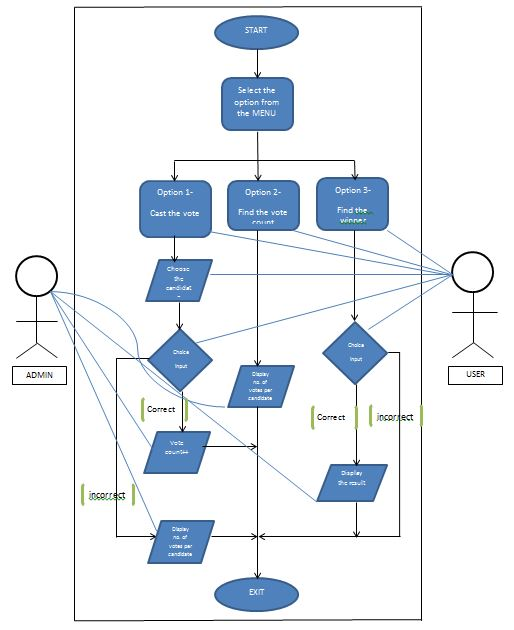 START
Select the
option from
the MENU
Option 1-
Cast the vote
Option 2-
Find the vote
count
Option 3-
Find the
winner
Choose
the
candidat
ADMIN
USER
Choice
Input
Choice
Input
Display
no. of
votes per
candidate
Correct
Correct
incorrect
Vote
count++
Display
the result
incorrect
Display
no. of
votes per
candidate
EXIT